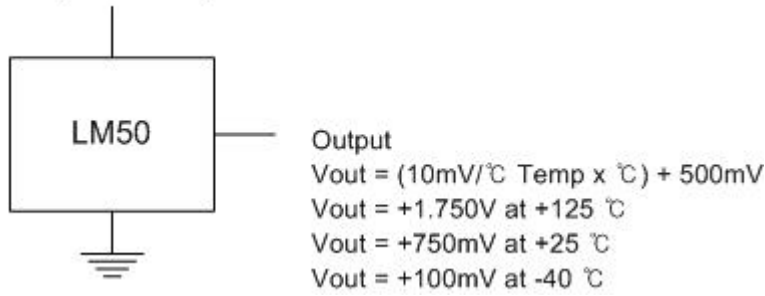 LM50
Output
Vout = (10mV/℃ Temp x ℃) + 500mV
Vout = +1.750V at +125 ℃
Vout = +750mV at +25 ℃
Vout = +100mV at -40 ℃